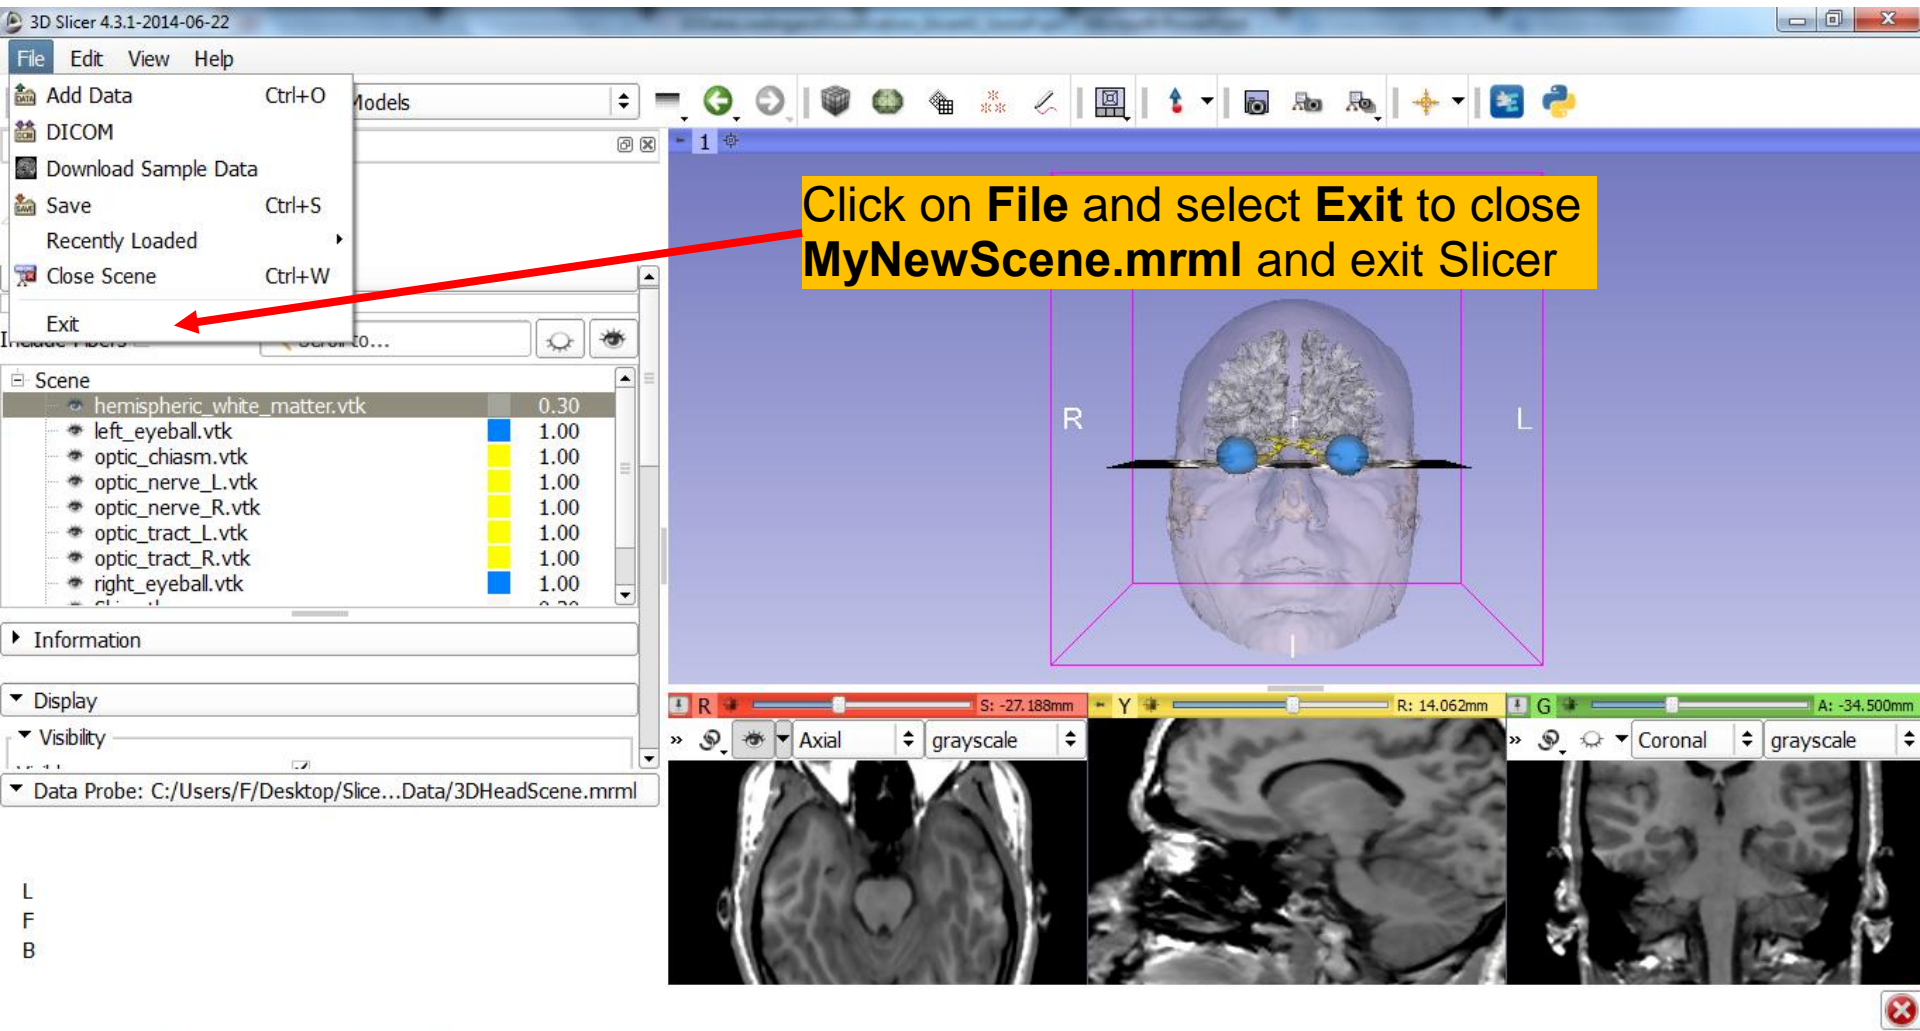 3D Slicer 4.3.1-2014-06-22
File Edit View Help
Add Data Ctrl+O
DICOM
Download Sample Data
Save Ctrl+S
Recently Loaded
Close Scene Ctrl+W
Exit
Models
1
Click on File and select Exit to close
MyNewScene.mrml and exit Slicer
Scene
hemispheric_white_matter.vtk 0.30
left_eyeball.vtk 1.00
optic_chiasm.vtk 1.00
optic_nerve_L.vtk 1.00
optic_nerve_R.vtk 1.00
optic_tract_L.vtk 1.00
optic_tract_R.vtk 1.00
right_eyeball.vtk 1.00
Information
Display
Visibility
Data Probe: C:/Users/F/Desktop/Slice...Data/3DHeadScene.mrml
L
F
B
R L
I
R S: -27.188mm
Axial grayscale
Y R: 14.062mm
G A: -34.500mm
Coronal grayscale